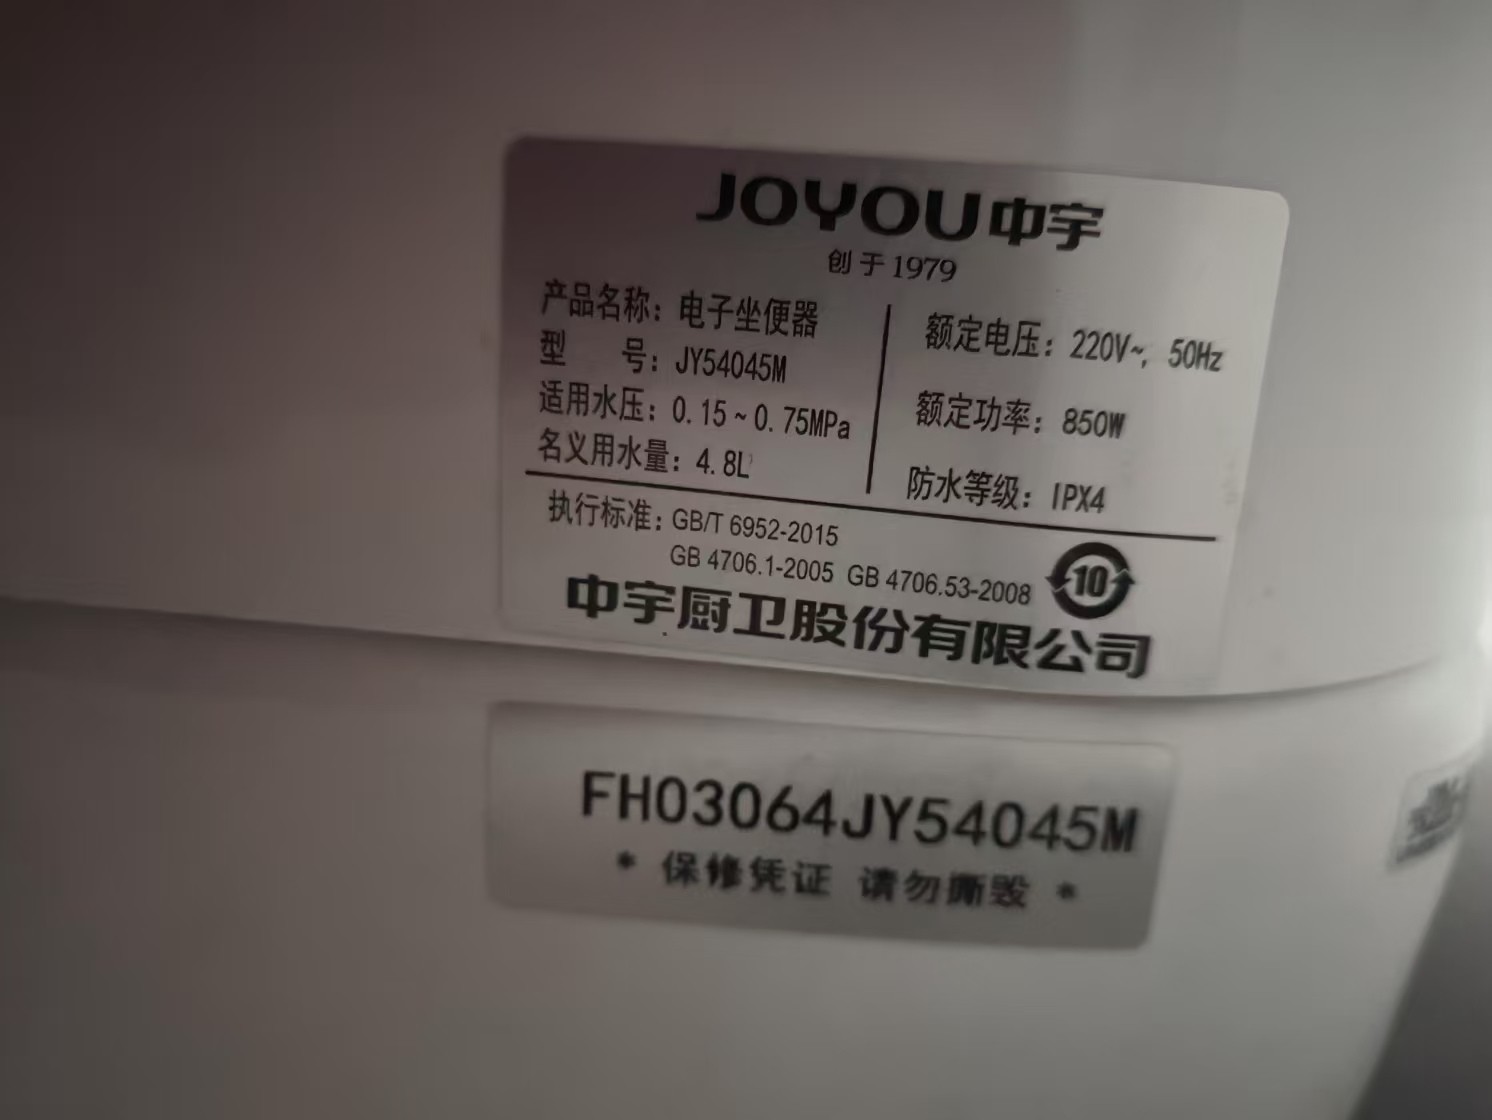 JOYOU中宇
创于1979
产品名称：电子坐便器
型 号：JY54045M
适用水压：0.15~0.75MPa
名义用水量：4.8L
额定电压：220V~, 50Hz
额定功率：850W
防水等级：IPX4
执行标准：GB/T 6952-2015
GB 4706.1-2005 GB 4706.53-2008
10
中宇厨卫股份有限公司
FH03064JY54045M
* 保修凭证 请勿撕毁 *